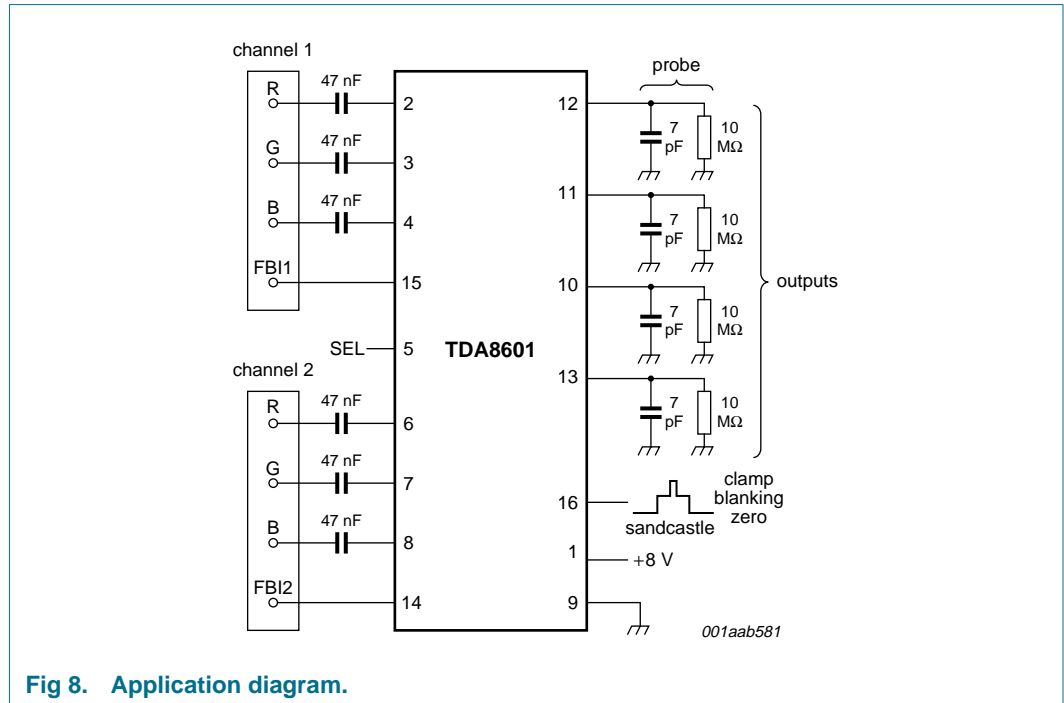 channel 1
R
47 nF
2
G
47 nF
3
B
47 nF
4
FBI1
15
SEL
5
TDA8601
channel 2
R
47 nF
6
G
47 nF
7
B
47 nF
8
FBI2
14
probe
12
7
pF
10
MΩ
11
7
pF
10
MΩ
10
7
pF
10
MΩ
13
7
pF
10
MΩ
outputs
16
sandcastle
clamp
blanking
zero
1
+8 V
9
001aab581
Fig 8. Application diagram.